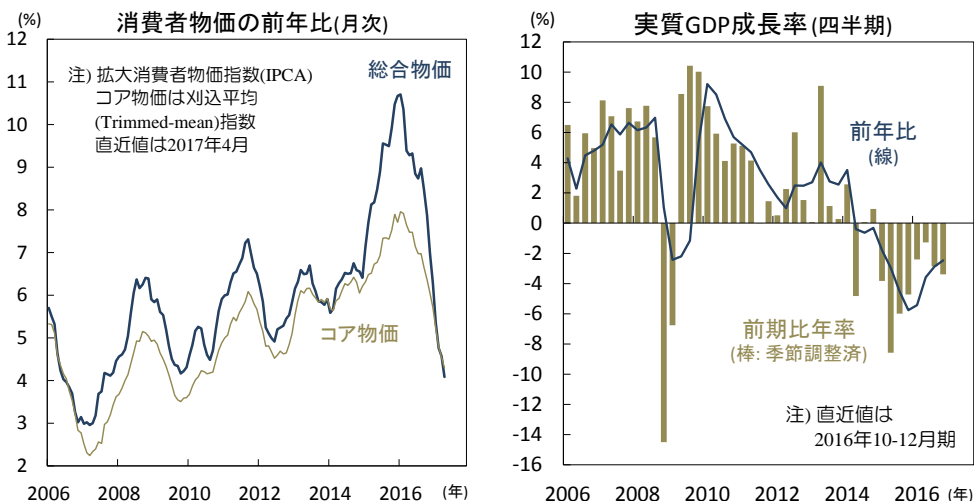 消費者物価の前年比(月次)
(%)
12
11
10
9
8
7
6
5
4
3
2
注) 拡大消費者物価指数(IPCA)
コア物価は刈込平均
(Trimmed-mean)指数
直近値は2017年4月
総合物価
コア物価
2006 2008 2010 2012 2014 2016 (年)
実質GDP成長率(四半期)
(%)
12
10
8
6
4
2
0
-2
-4
-6
-8
-10
-12
-14
-16
前年比
(線)
前期比年率
(棒: 季節調整済)
注) 直近値は
2016年10-12月期
2006 2008 2010 2012 2014 2016 (年)